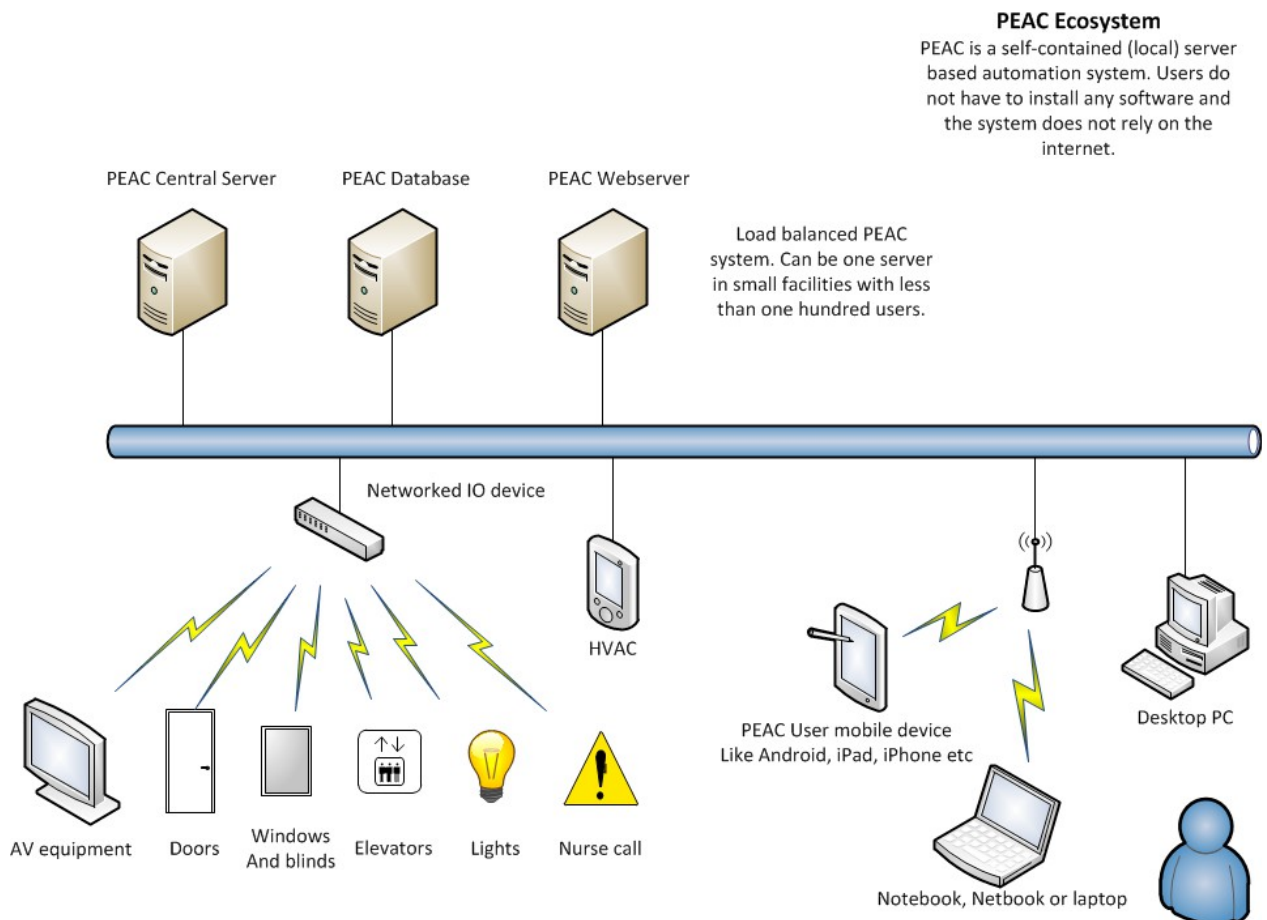 PEAC Ecosystem
PEAC is a self-contained (local) server
based automation system. Users do
not have to install any software and
the system does not rely on the
internet.
PEAC Central Server
PEAC Database
PEAC Webserver
Load balanced PEAC
system. Can be one server
in small facilities with less
than one hundred users.
Networked IO device
HVAC
PEAC User mobile device
Like Android, iPad, iPhone etc
Desktop PC
AV equipment
Doors
Windows
And blinds
Elevators
Lights
Nurse call
Notebook, Netbook or laptop